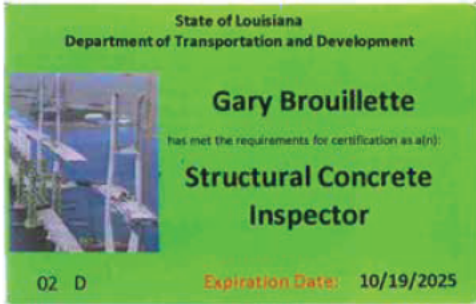 State of Louisiana
Department of Transportation and Development
Gary Brouillette
has met the requirements for certification as a(n):
Structural Concrete
Inspector
02 D
Expiration Date: 10/19/2025